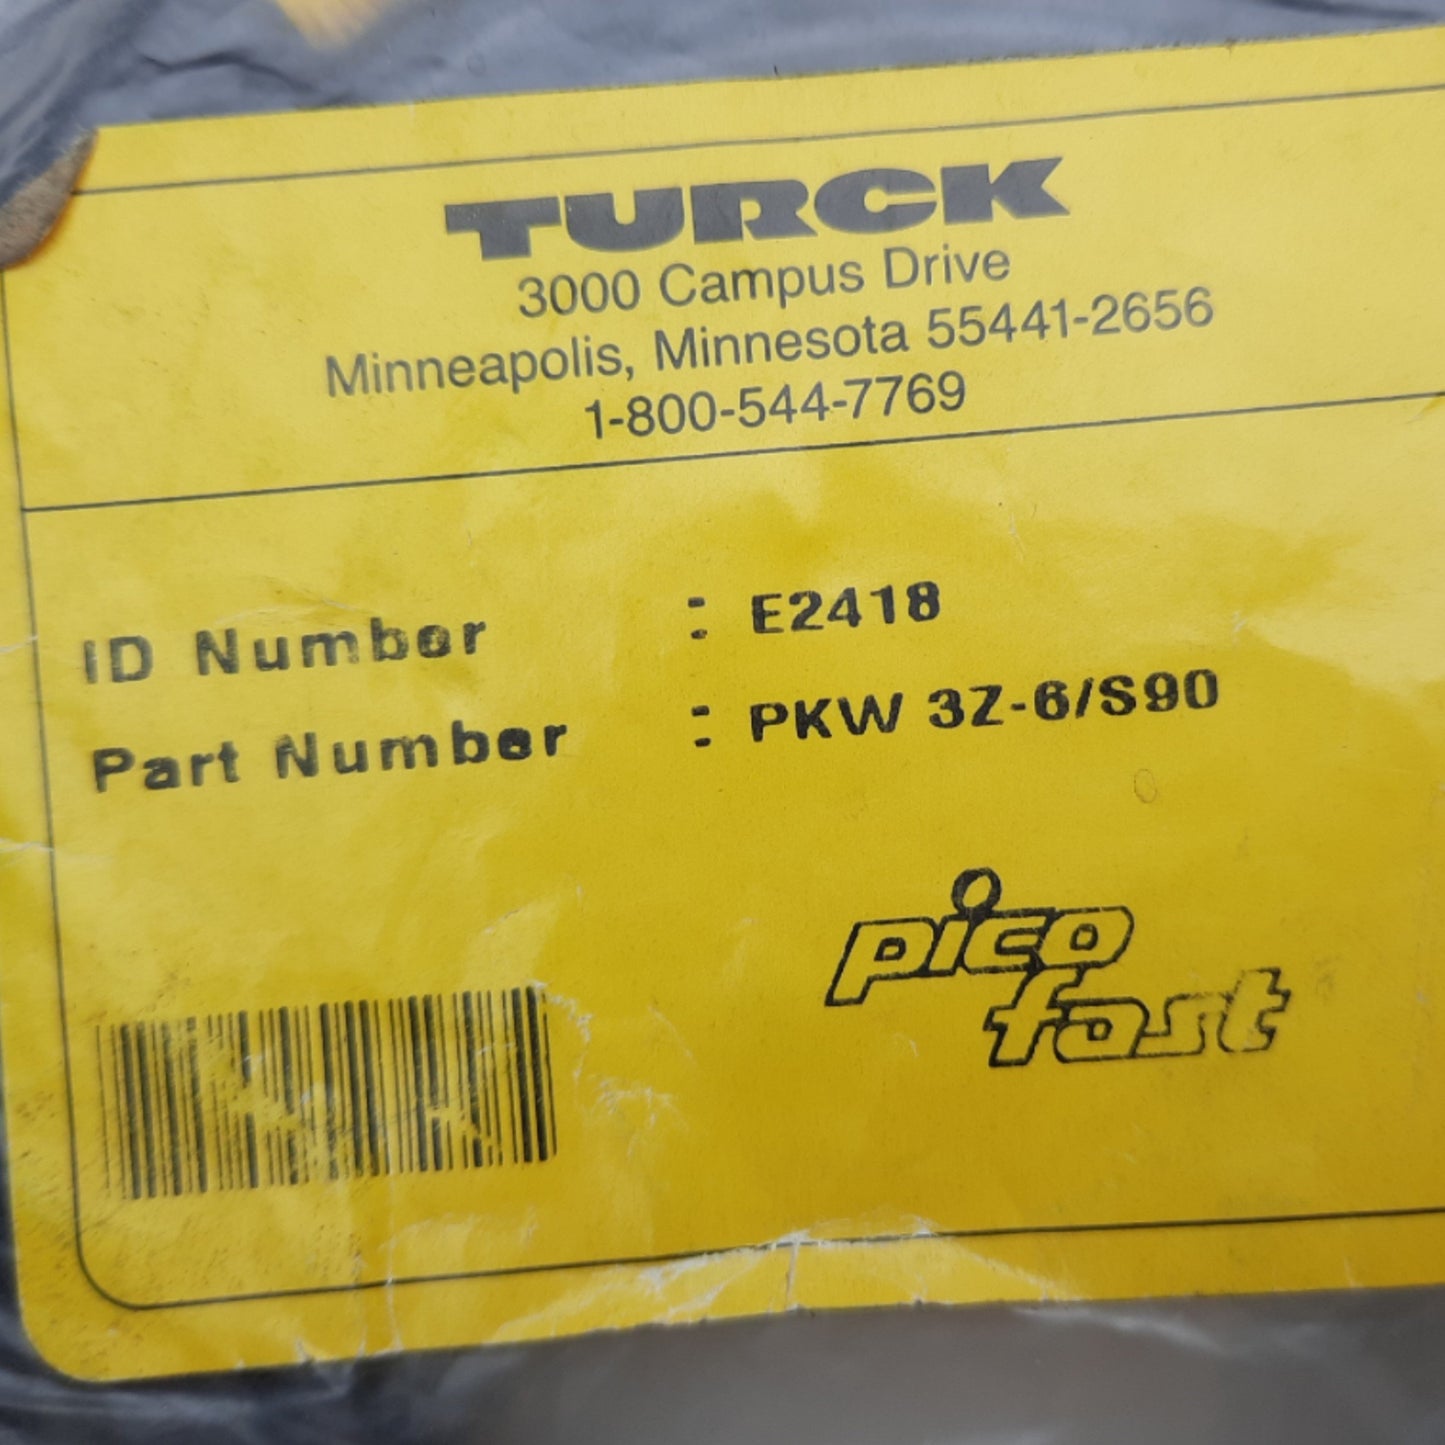 TURCK
3000 Campus Drive
Minneapolis, Minnesota 55441-2656
1-800-544-7769
ID Number : E2418
Part Number : PKW 3Z-6/S90
pico
fast